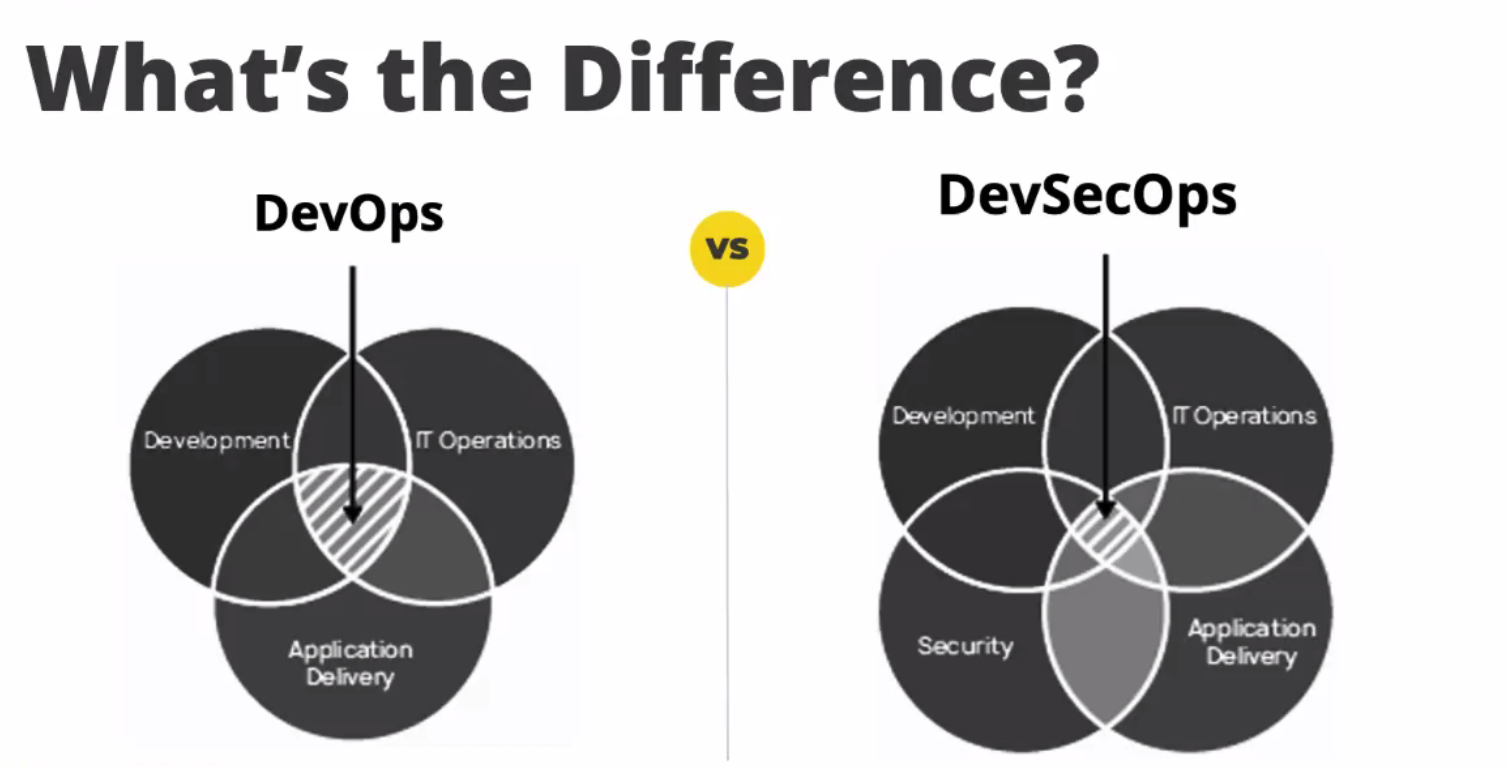 What's the Difference?
DevOps
vs
DevSecOps
Development
IT Operations
Application
Delivery
Development
IT Operations
Security
Application
Delivery